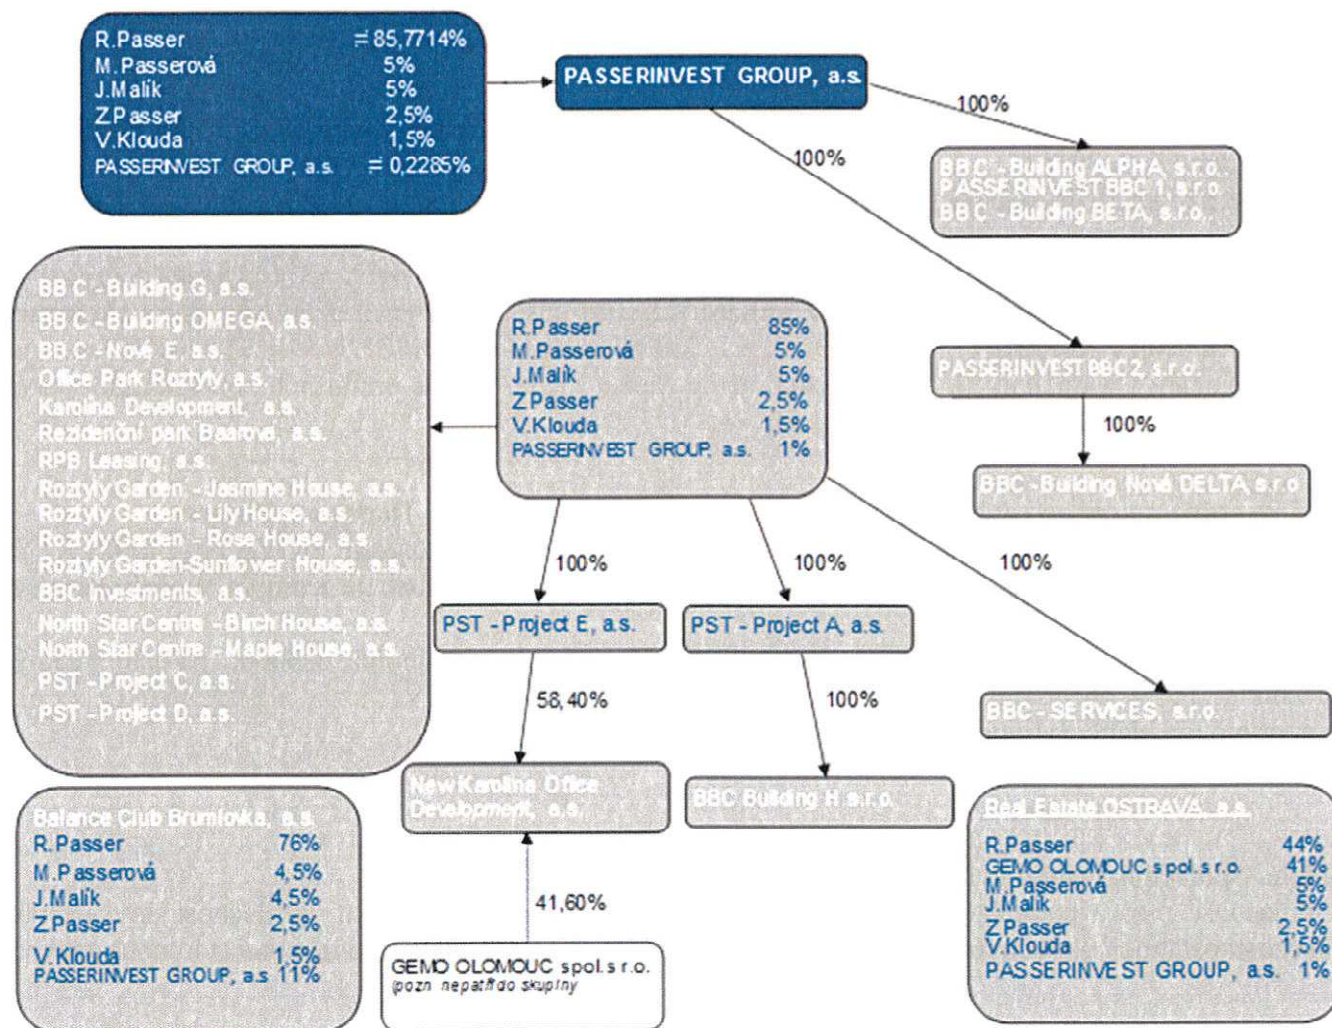 R.Passer = 85,7714%
M.Passerová 5%
J.Malík 5%
Z.Passer 2,5%
V.Klouda 1,5%
PASSERINVEST GROUP, a.s. = 0,2285%
PASSERINVEST GROUP, a.s.
100%
100%
BB C - Building ALPHA, s.r.o.
PASSERINVEST BBC 1, s.r.o
BB C - Building BETA, s.r.o.
BB C - Building G, a.s.
BB C - Building OMEGA, a.s
BB C - Nové E, a.s.
Office Park Roztyly, a.s.
Karolina Development, a.s.
Rezidenční park Baarova, a.s.
RPB Leasing, a.s.
Roztyly Garden - Jasmine House, a.s.
Roztyly Garden - Lily House, a.s.
Roztyly Garden - Rose House, a.s.
Roztyly Garden-Sunflower House, a.s.
BBC Investments, a.s.
North Star Centre - Birch House, a.s.
North Star Centre - Maple House, a.s.
PST - Project C, a.s.
PST - Project D, a.s.
R.Passer 85%
M.Passerová 5%
J.Malík 5%
Z.Passer 2,5%
V.Klouda 1,5%
PASSERINVEST GROUP, a.s. 1%
PASSERINVEST BBC 2, s.r.o.
100%
BBC - Building Nová DELTA, s.r.o
100%
100%
100%
PST - Project E, a.s.
PST - Project A, a.s.
58,40%
100%
BBC - SERVICES, s.r.o.
New Karolina Office
Development, a.s.
BBC Building H s.r.o.
41,60%
GEMO OLOMOUC spol. s r.o.
(pozn nepatří do skupiny
Balance Club Brumlovka, a.s.
R.Passer 76%
M.Passerová 4,5%
J.Malík 4,5%
Z.Passer 2,5%
V.Klouda 1,5%
PASSERINVEST GROUP, a.s 11%
Real Estate OSTRAVA, a.s.
R.Passer 44%
GEMO OLOMOUC spol. s r.o. 41%
M.Passerová 5%
J.Malík 5%
Z.Passer 2,5%
V.Klouda 1,5%
PASSERINVEST GROUP, a.s. 1%